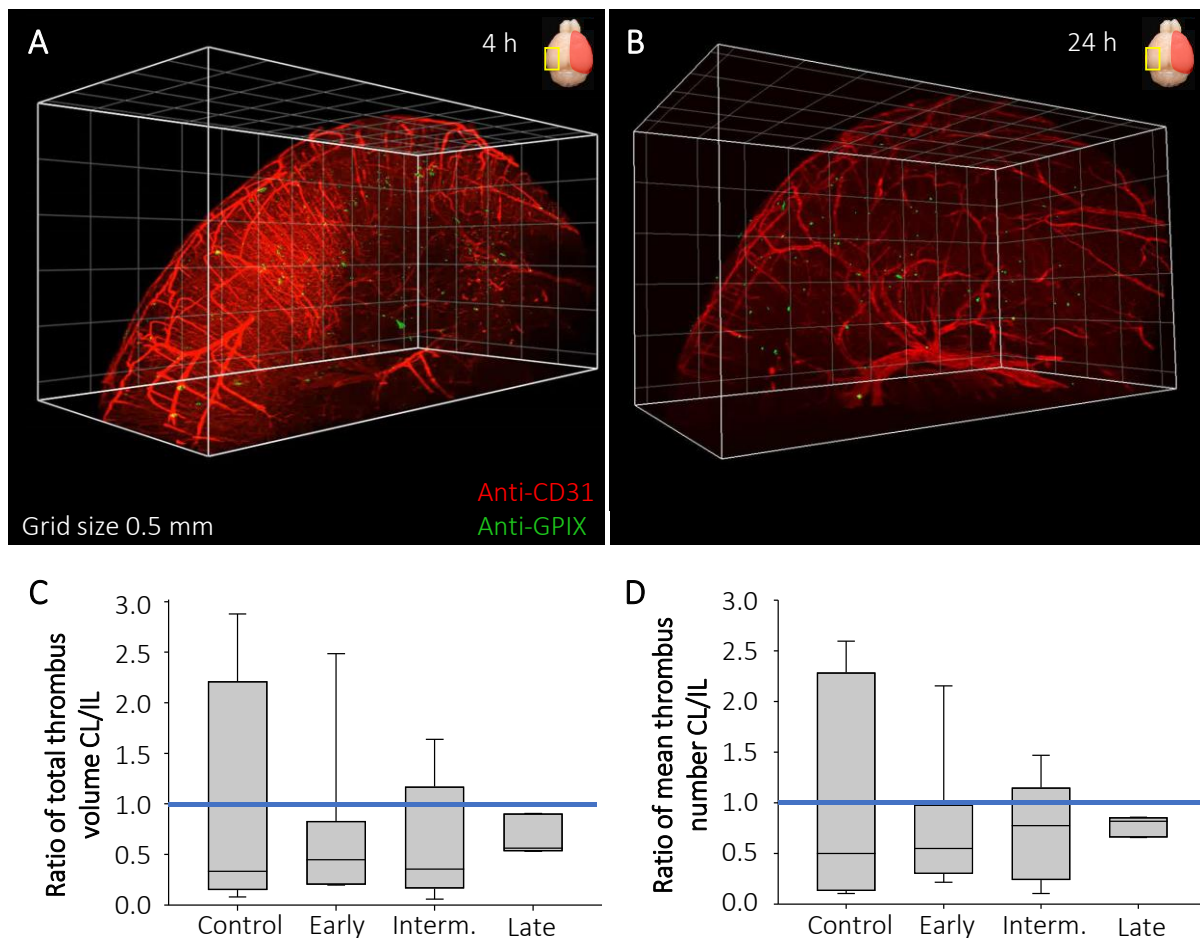 A
4 h
B
24 h
Anti-CD31
Grid size 0.5 mm
Anti-GPIX
C
Ratio of total thrombus
volume CL/IL
3.0
2.5
2.0
1.5
1.0
0.5
0.0
Control
Early
Interm.
Late
D
Ratio of mean thrombus
number CL/IL
3.0
2.5
2.0
1.5
1.0
0.5
0.0
Control
Early
Interm.
Late